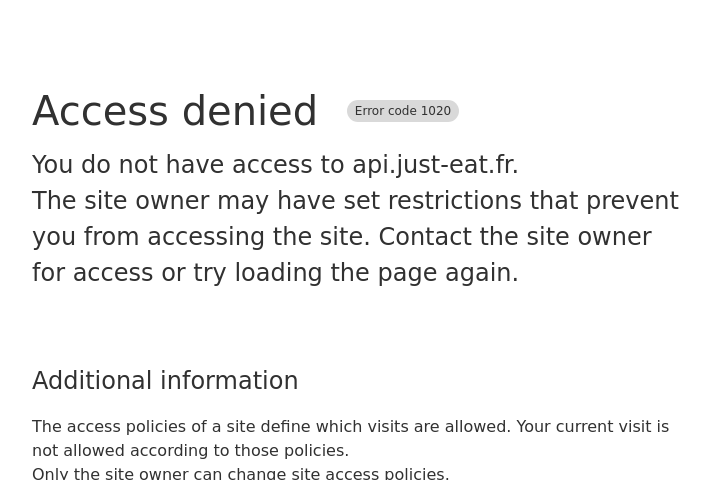 Access denied Error code 1020
You do not have access to api.just-eat.fr.
The site owner may have set restrictions that prevent
you from accessing the site. Contact the site owner
for access or try loading the page again.
Additional information
The access policies of a site define which visits are allowed. Your current visit is
not allowed according to those policies.
Only the site owner can change site access policies.